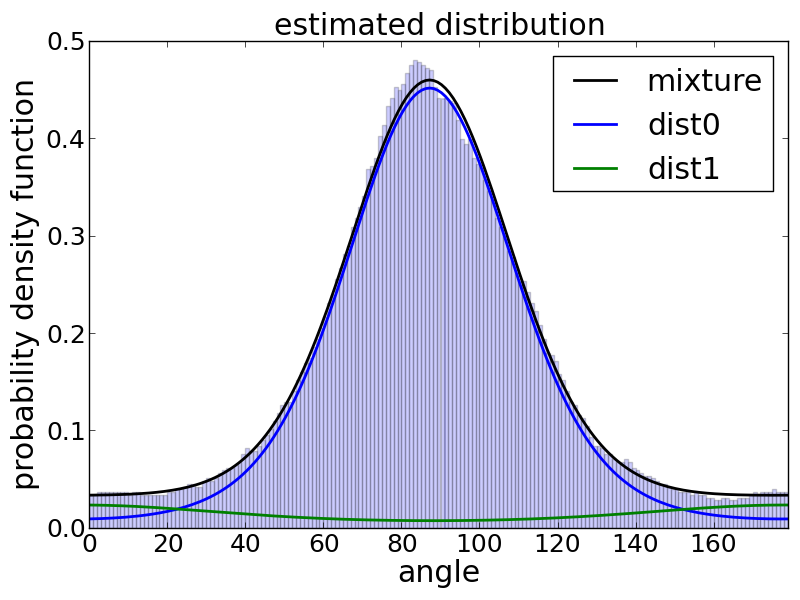 estimated distribution
probability density function
0.5
0.4
0.3
0.2
0.1
0.0
mixture
dist0
dist1
0 20 40 60 80 100 120 140 160
angle